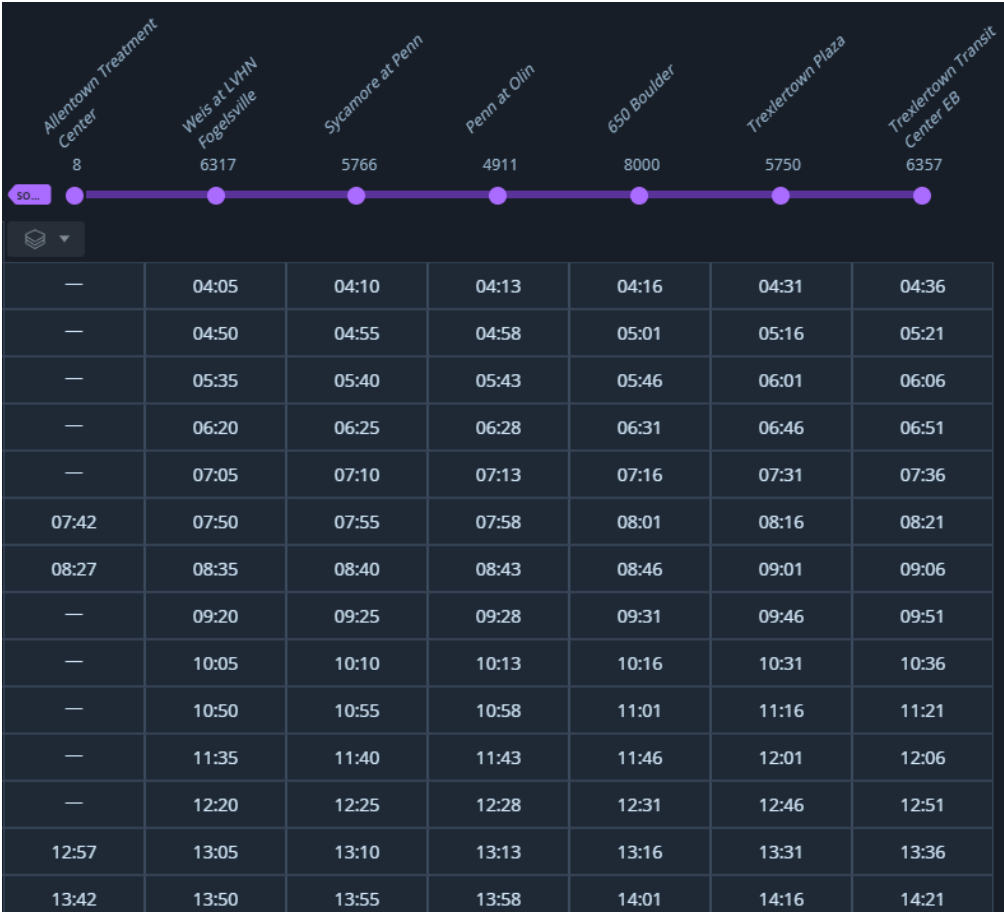 Allentown Treatment
Center
Weis at LVHN
Fogelsville
Sycamore at Penn
Penn at Olin
650 Boulder
Trexlertown Plaza
Trexlertown Transit
Center EB
8 6317 5766 4911 8000 5750 6357
so...
— 04:05 04:10 04:13 04:16 04:31 04:36
— 04:50 04:55 04:58 05:01 05:16 05:21
— 05:35 05:40 05:43 05:46 06:01 06:06
— 06:20 06:25 06:28 06:31 06:46 06:51
— 07:05 07:10 07:13 07:16 07:31 07:36
07:42 07:50 07:55 07:58 08:01 08:16 08:21
08:27 08:35 08:40 08:43 08:46 09:01 09:06
— 09:20 09:25 09:28 09:31 09:46 09:51
— 10:05 10:10 10:13 10:16 10:31 10:36
— 10:50 10:55 10:58 11:01 11:16 11:21
— 11:35 11:40 11:43 11:46 12:01 12:06
— 12:20 12:25 12:28 12:31 12:46 12:51
12:57 13:05 13:10 13:13 13:16 13:31 13:36
13:42 13:50 13:55 13:58 14:01 14:16 14:21